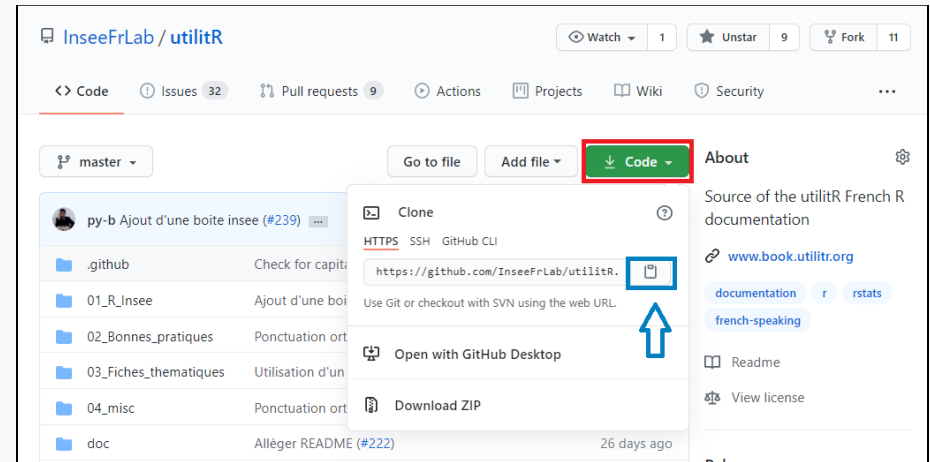 InseeFrLab / utilitR
Watch 1 Unstar 9 Fork 11
Code Issues 32 Pull requests 9 Actions Projects Wiki Security ...
master Go to file Add file Code About
Source of the utilitR French R
documentation
www.book.utilitr.org
documentation r rstats
french-speaking
Readme
View license
py-b Ajout d'une boite insee (#239) ...
.github Check for capita
01_R_Insee Ajout d'une boi
02_Bonnes_pratiques Ponctuation ort
03_Fiches_thematiques Utilisation d'un
04_misc Ponctuation ort
doc Alléger README (#222) 26 days ago
Clone
HTTPS SSH GitHub CLI
https://github.com/InseeFrLab/utilitR.
Use Git or checkout with SVN using the web URL.
Open with GitHub Desktop
Download ZIP